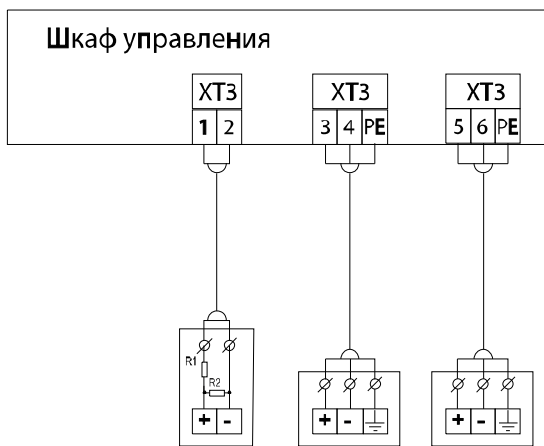 Шкаф управления
XT3 XT3 XT3
1 2 3 4 PE 5 6 PE
R1
R2
+ - + - + -